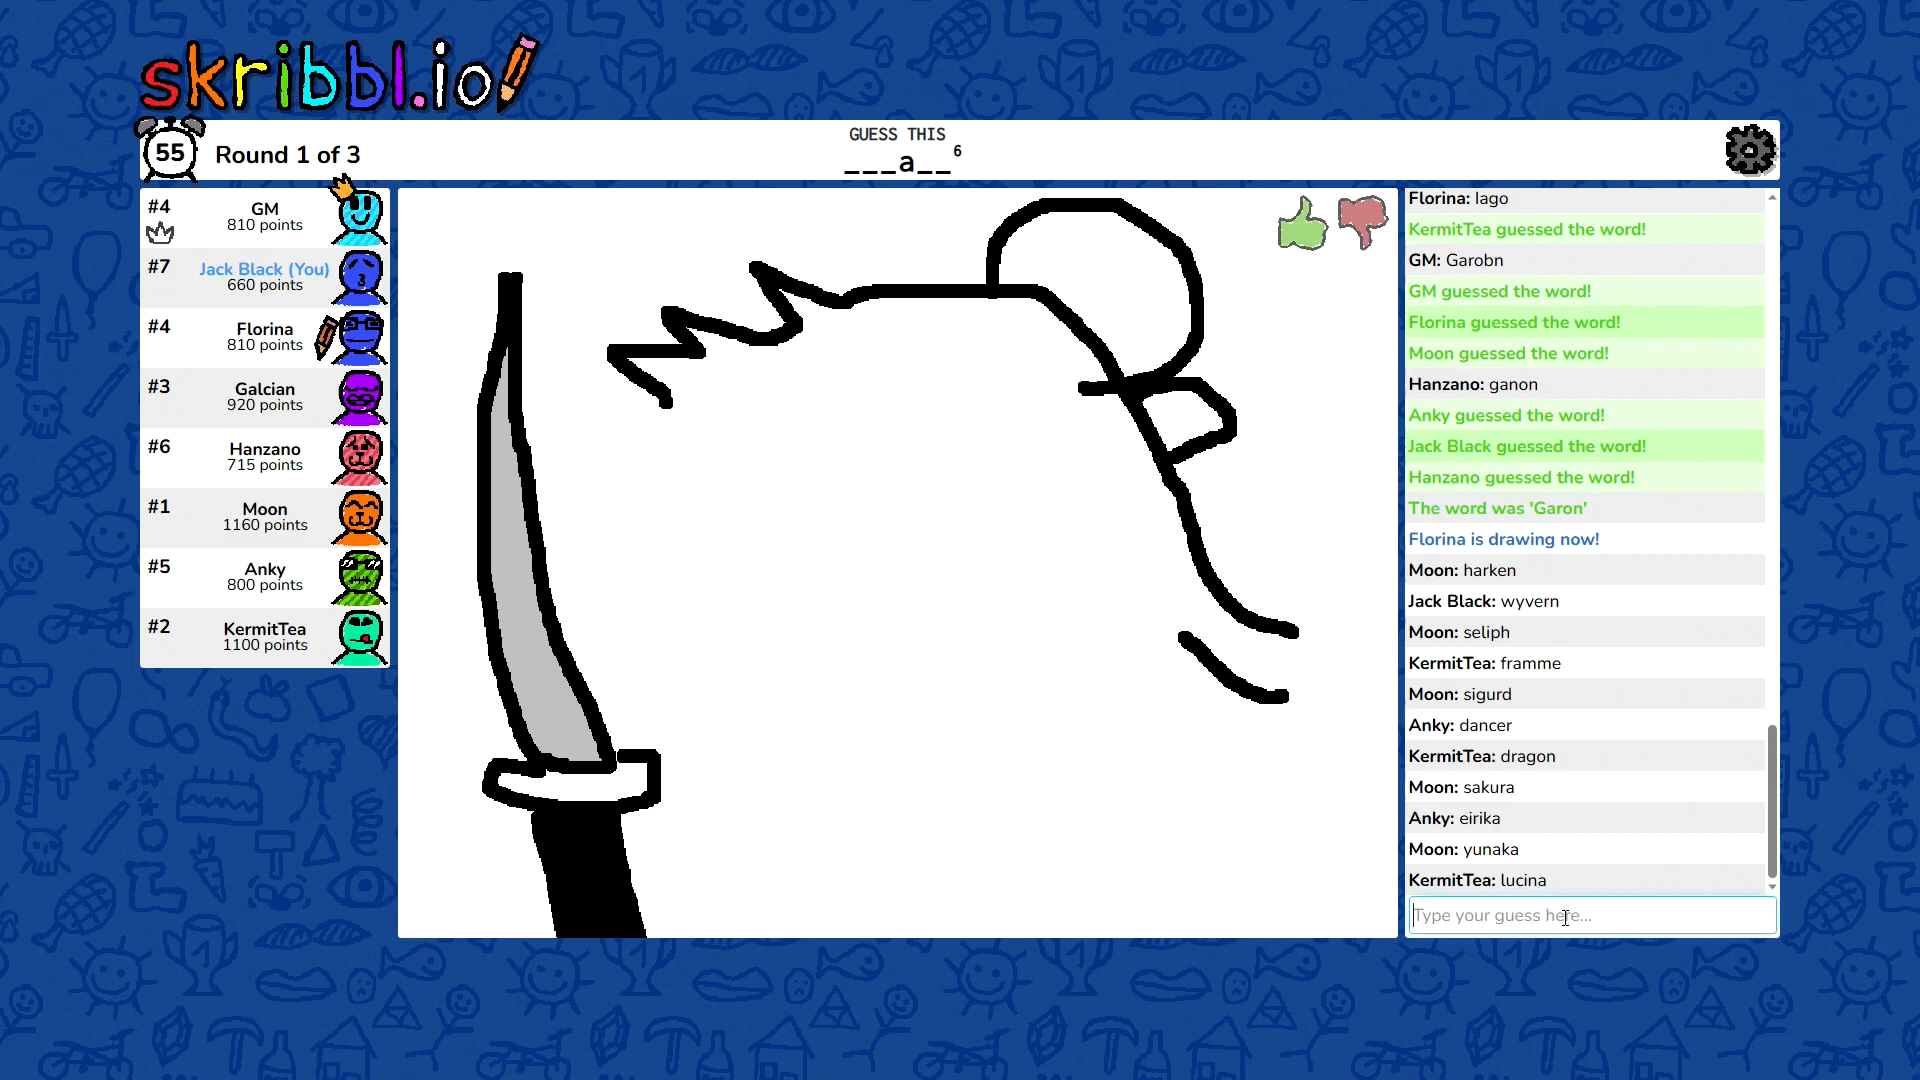 skribbl.io
55
Round 1 of 3
GUESS THIS
___a__ 6
#4 GM
810 points
#7 Jack Black (You)
660 points
#4 Florina
810 points
#3 Galcian
920 points
#6 Hanzano
715 points
#1 Moon
1160 points
#5 Anky
800 points
#2 KermitTea
1100 points
Florina: Iago
KermitTea guessed the word!
GM: Garobn
GM guessed the word!
Florina guessed the word!
Moon guessed the word!
Hanzano: ganon
Anky guessed the word!
Jack Black guessed the word!
Hanzano guessed the word!
The word was 'Garon'
Florina is drawing now!
Moon: harken
Jack Black: wyvern
Moon: seliph
KermitTea: framme
Moon: sigurd
Anky: dancer
KermitTea: dragon
Moon: sakura
Anky: eirika
Moon: yunaka
KermitTea: lucina
Type your guess here...